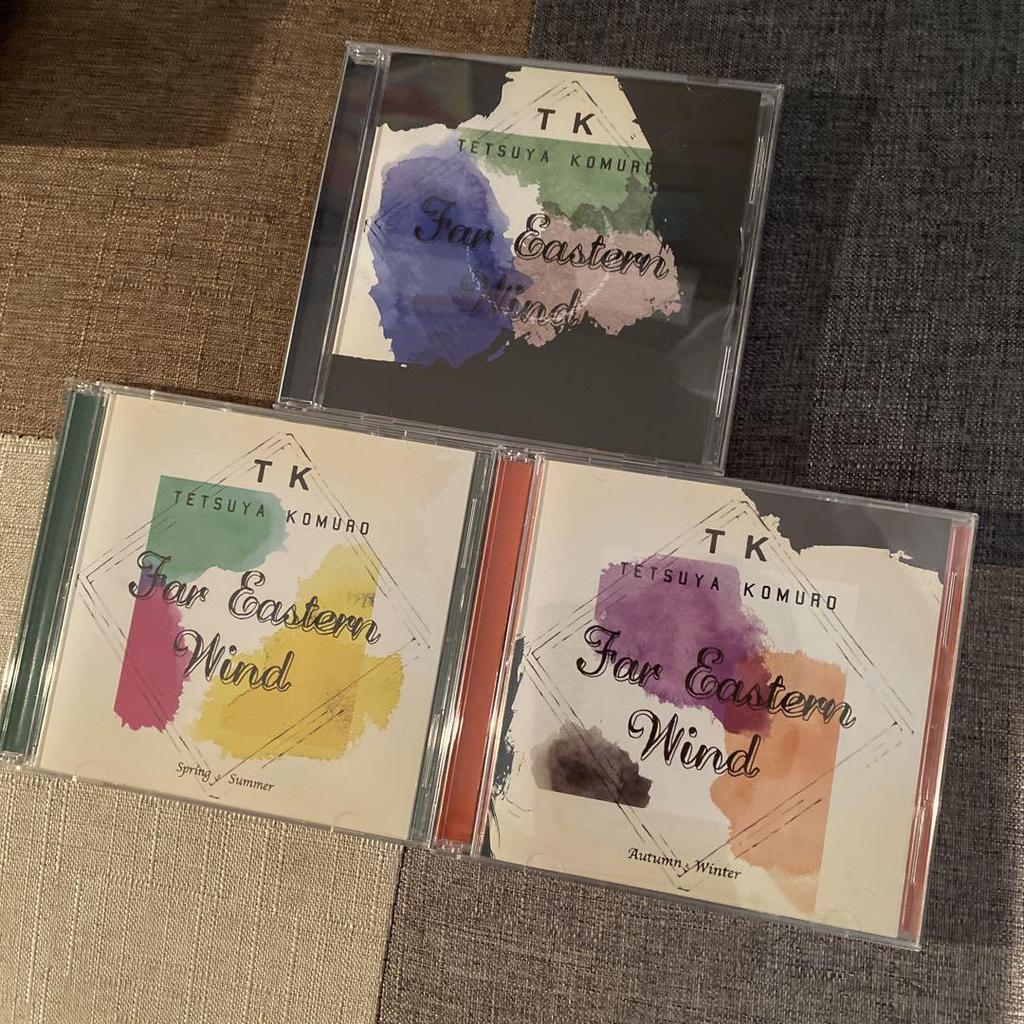 TK
TETSUYA KOMURO
Far Eastern
Wind
TK
TETSUYA KOMURO
Far Eastern
Wind
Spring & Summer
TK
TETSUYA KOMURO
Far Eastern
Wind
Autumn & Winter